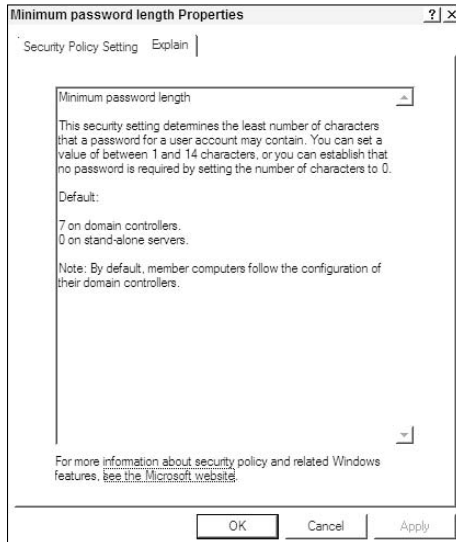 Minimum password length Properties
? ×
Security Policy Setting Explain
Minimum password length
This security setting determines the least number of characters
that a password for a user account may contain. You can set a
value of between 1 and 14 characters, or you can establish that
no password is required by setting the number of characters to 0.
Default:
7 on domain controllers.
0 on stand-alone servers.
Note: By default, member computers follow the configuration of
their domain controllers.
For more information about security policy and related Windows
features, see the Microsoft website.
OK Cancel Apply